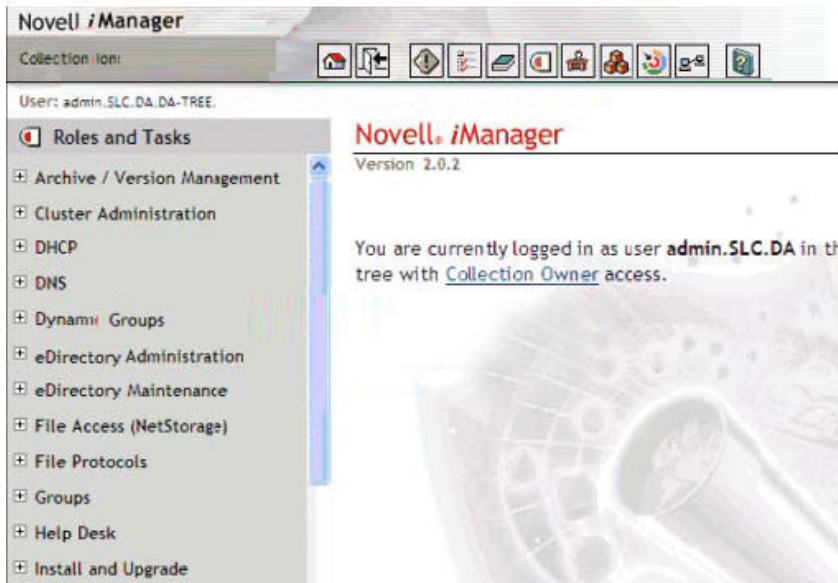 Novell iManager
Collection
User: admin.SLC.DA.DA-TREE.
Roles and Tasks
Archive / Version Management
Cluster Administration
DHCP
DNS
Groups
eDirectory Administration
eDirectory Maintenance
File Access (NetStorage)
File Protocols
Groups
Help Desk
Install and Upgrade
Novell® iManager
Version 2.0.2
You are currently logged in as user admin.SLC.DA in
tree with Collection Owner access.